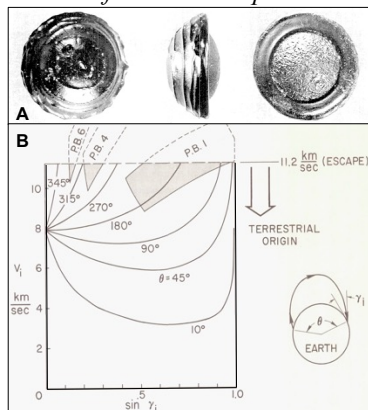 A
B
P.B. 6
P.B. 4
P.B. 1
11.2 km/sec (ESCAPE)
10
345°
315°
270°
180°
90°
θ = 45°
10°
TERRESTRIAL
ORIGIN
8
6
V_i
km/sec
4
2
0
0
.5
1.0
sin γ_i
γ_i
θ
EARTH